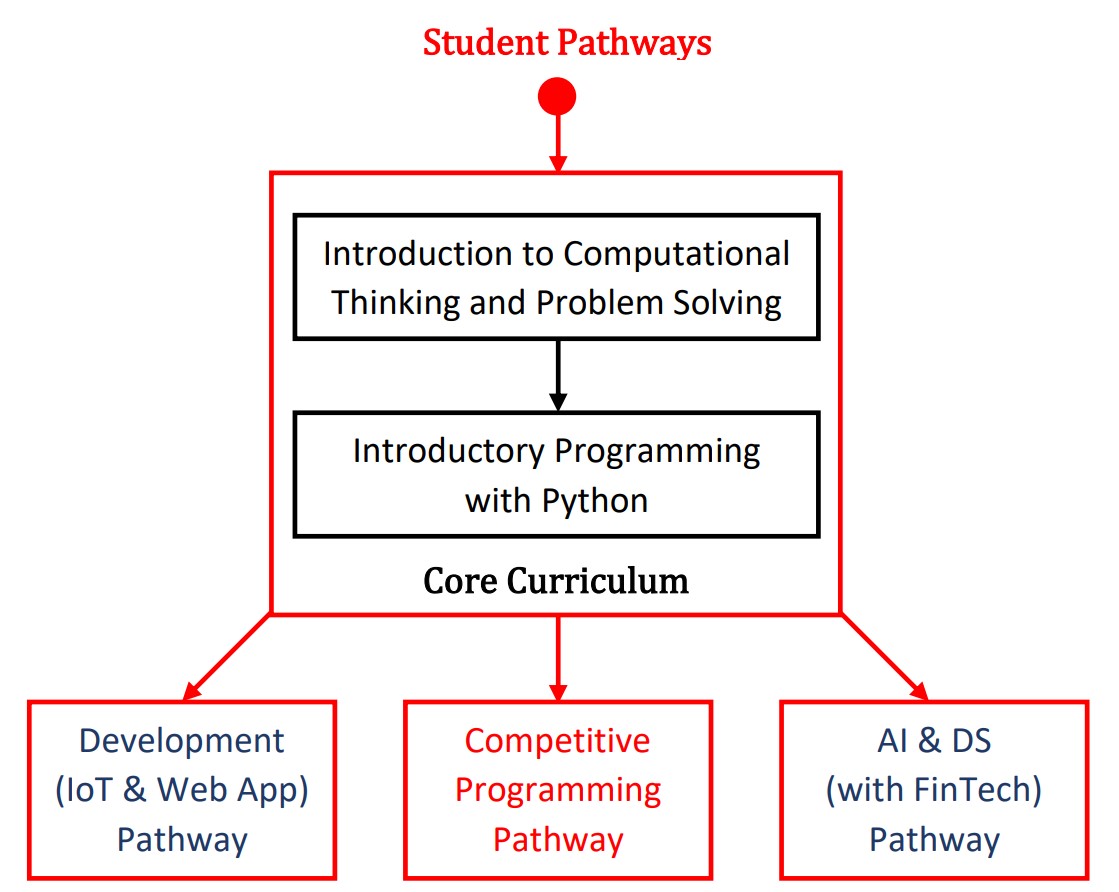 Student Pathways
Introduction to Computational
Thinking and Problem Solving
Introductory Programming
with Python
Core Curriculum
Development
(IoT & Web App)
Pathway
Competitive
Programming
Pathway
AI & DS
(with FinTech)
Pathway